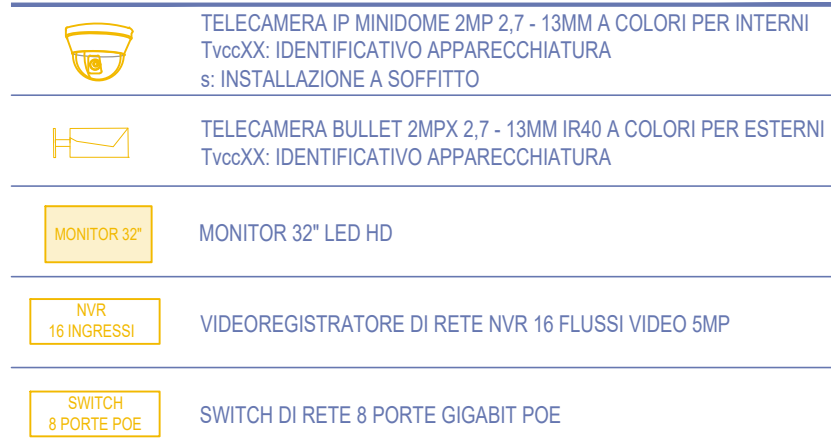 TELECAMERA IP MINIDOME 2MP 2,7 - 13MM A COLORI PER INTERNI
TvccXX: IDENTIFICATIVO APPARECCHIATURA
s: INSTALLAZIONE A SOFFITTO
TELECAMERA BULLET 2MPX 2,7 - 13MM IR40 A COLORI PER ESTERNI
TvccXX: IDENTIFICATIVO APPARECCHIATURA
MONITOR 32"
MONITOR 32" LED HD
NVR
16 INGRESSI
VIDEOREGISTRATORE DI RETE NVR 16 FLUSSI VIDEO 5MP
SWITCH
8 PORTE POE
SWITCH DI RETE 8 PORTE GIGABIT POE